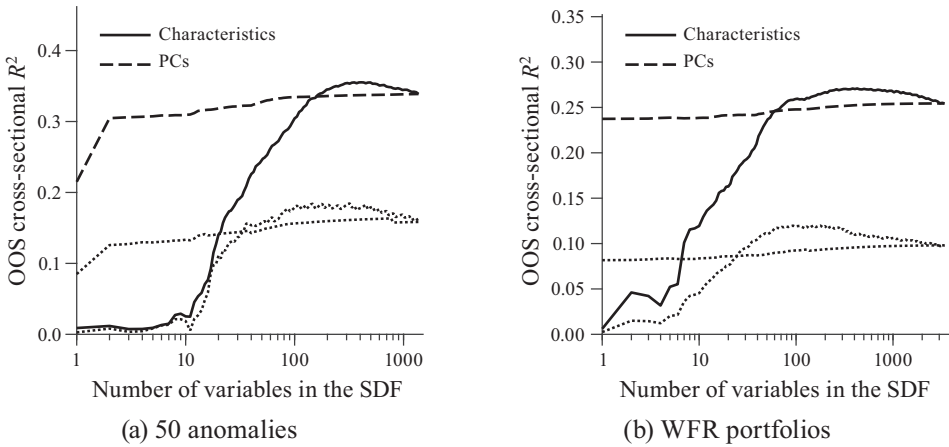 OOS cross-sectional R²
0.4
0.3
0.2
0.1
0.0
Characteristics
PCs
1
10
100
1000
Number of variables in the SDF
(a) 50 anomalies
OOS cross-sectional R²
0.35
0.30
0.25
0.20
0.15
0.10
0.05
0.00
Characteristics
PCs
1
10
100
1000
Number of variables in the SDF
(b) WFR portfolios